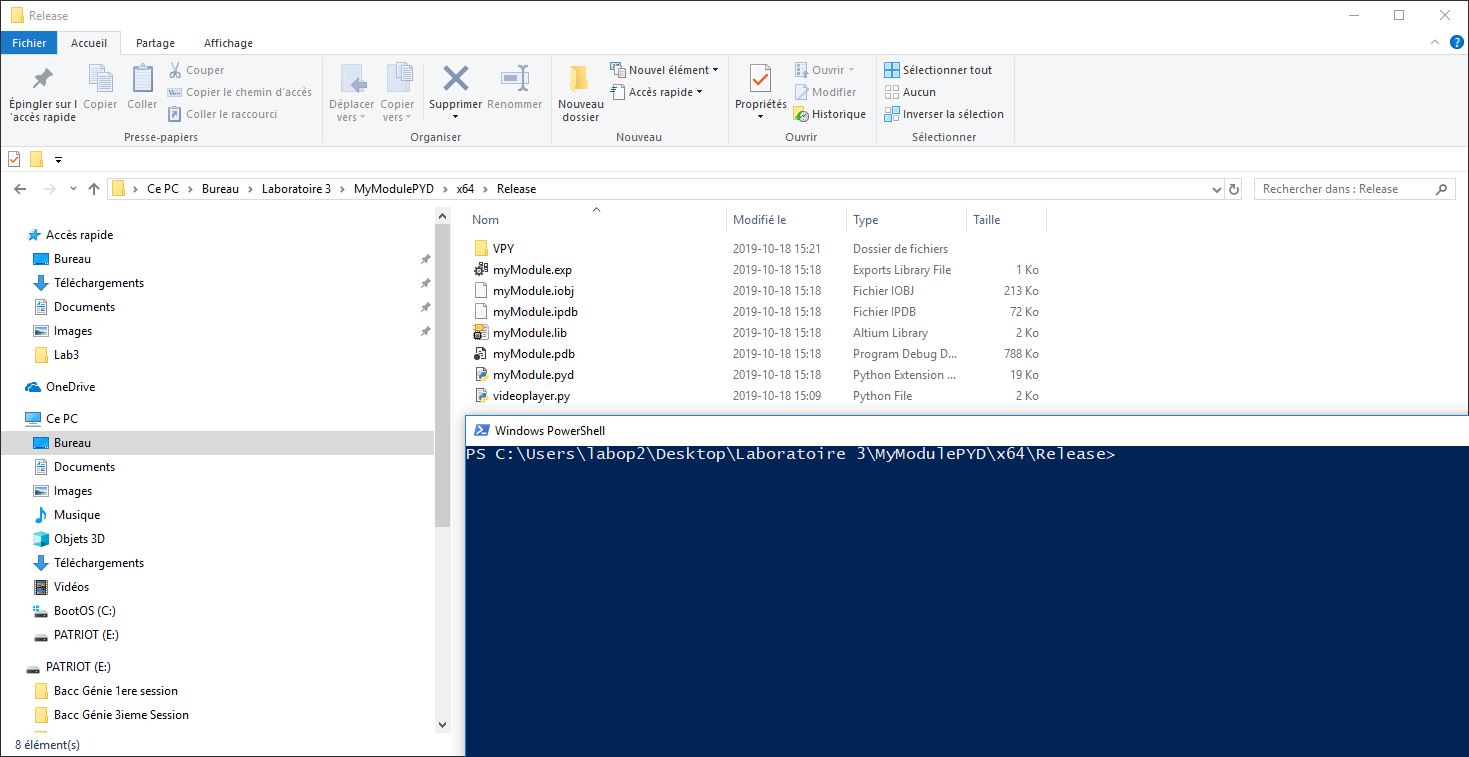 Release
Fichier Accueil Partage Affichage
Épingler sur l'accès rapide
Copier
Coller
Couper
Copier le chemin d'accès
Coller le raccourci
Presse-papiers
Déplacer vers
Copier vers
Supprimer
Renommer
Organiser
Nouveau dossier
Nouvel élément
Accès rapide
Nouveau
Propriétés
Ouvrir
Modifier
Historique
Ouvrir
Sélectionner tout
Aucun
Inverser la sélection
Sélectionner
Ce PC > Bureau > Laboratoire 3 > MyModulePYD > x64 > Release
Rechercher dans : Release
Accès rapide
Bureau
Téléchargements
Documents
Images
Lab3
OneDrive
Ce PC
Bureau
Documents
Images
Musique
Objets 3D
Téléchargements
Vidéos
BootOS (C:)
PATRIOT (E:)
PATRIOT (E:)
Bacc Génie 1ere session
Bacc Génie 3ieme Session
8 élément(s)
Nom Modifié le Type Taille
VPY 2019-10-18 15:21 Dossier de fichiers
myModule.exp 2019-10-18 15:18 Exports Library File 1 Ko
myModule.iobj 2019-10-18 15:18 Fichier IOBJ 213 Ko
myModule.ipdb 2019-10-18 15:18 Fichier IPDB 72 Ko
myModule.lib 2019-10-18 15:18 Altium Library 2 Ko
myModule.pdb 2019-10-18 15:18 Program Debug D... 788 Ko
myModule.pyd 2019-10-18 15:18 Python Extension ... 19 Ko
videoplayer.py 2019-10-18 15:09 Python File 2 Ko
Windows PowerShell
PS C:\Users\labop2\Desktop\Laboratoire 3\MyModulePYD\x64\Release>